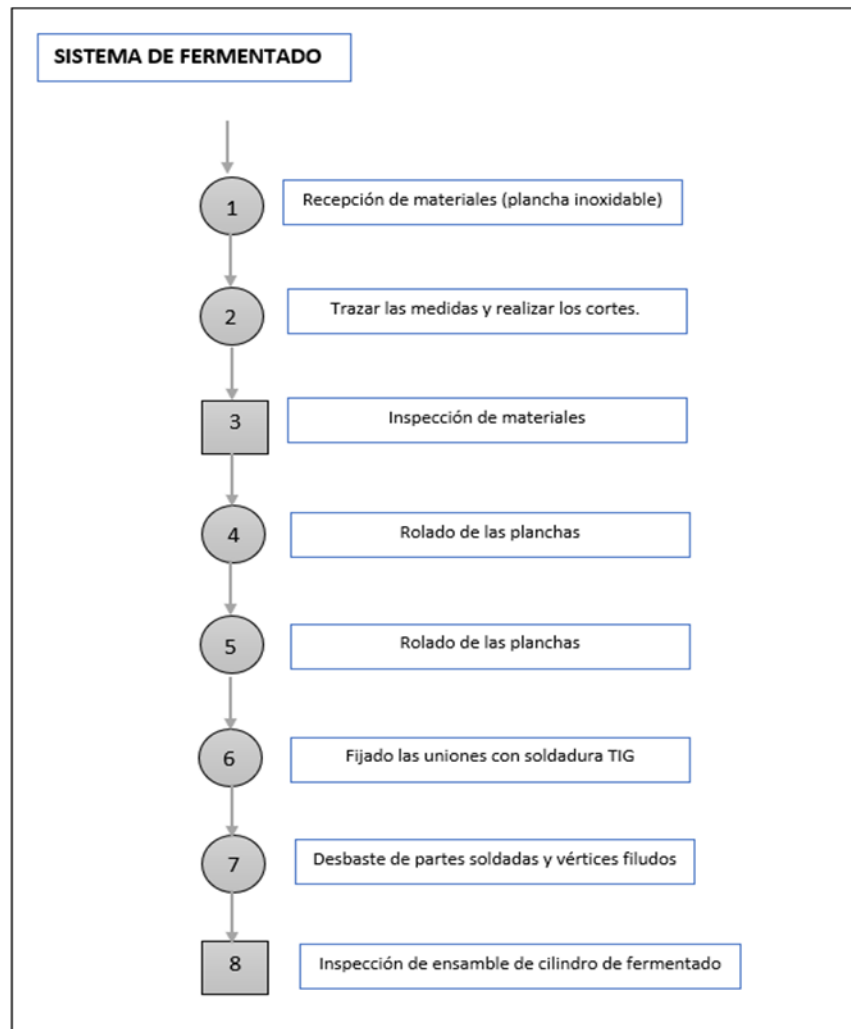 SISTEMA DE FERMENTADO
1 Recepción de materiales (plancha inoxidable)
2 Trazar las medidas y realizar los cortes.
3 Inspección de materiales
4 Rolado de las planchas
5 Rolado de las planchas
6 Fijado las uniones con soldadura TIG
7 Desbaste de partes soldadas y vértices filudos
8 Inspección de ensamble de cilindro de fermentado